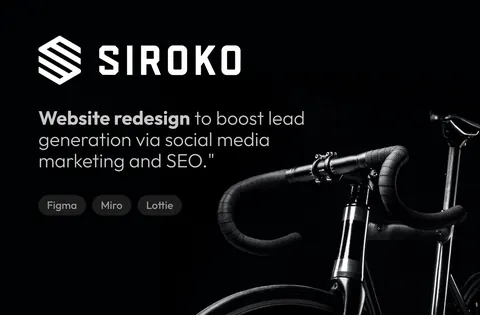 SIROKO
Website redesign to boost lead
generation via social media
marketing and SEO."
Figma
Miro
Lottie